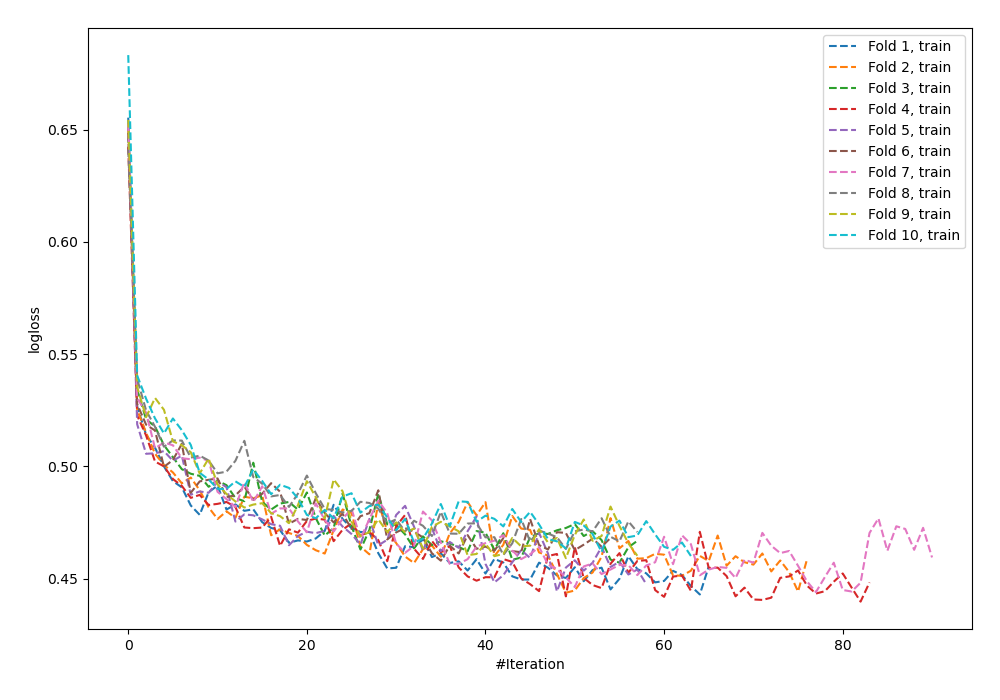 0.65
0.60
0.55
0.50
0.45
logloss
0
20
40
60
80
#Iteration
Fold 1, train
Fold 2, train
Fold 3, train
Fold 4, train
Fold 5, train
Fold 6, train
Fold 7, train
Fold 8, train
Fold 9, train
Fold 10, train